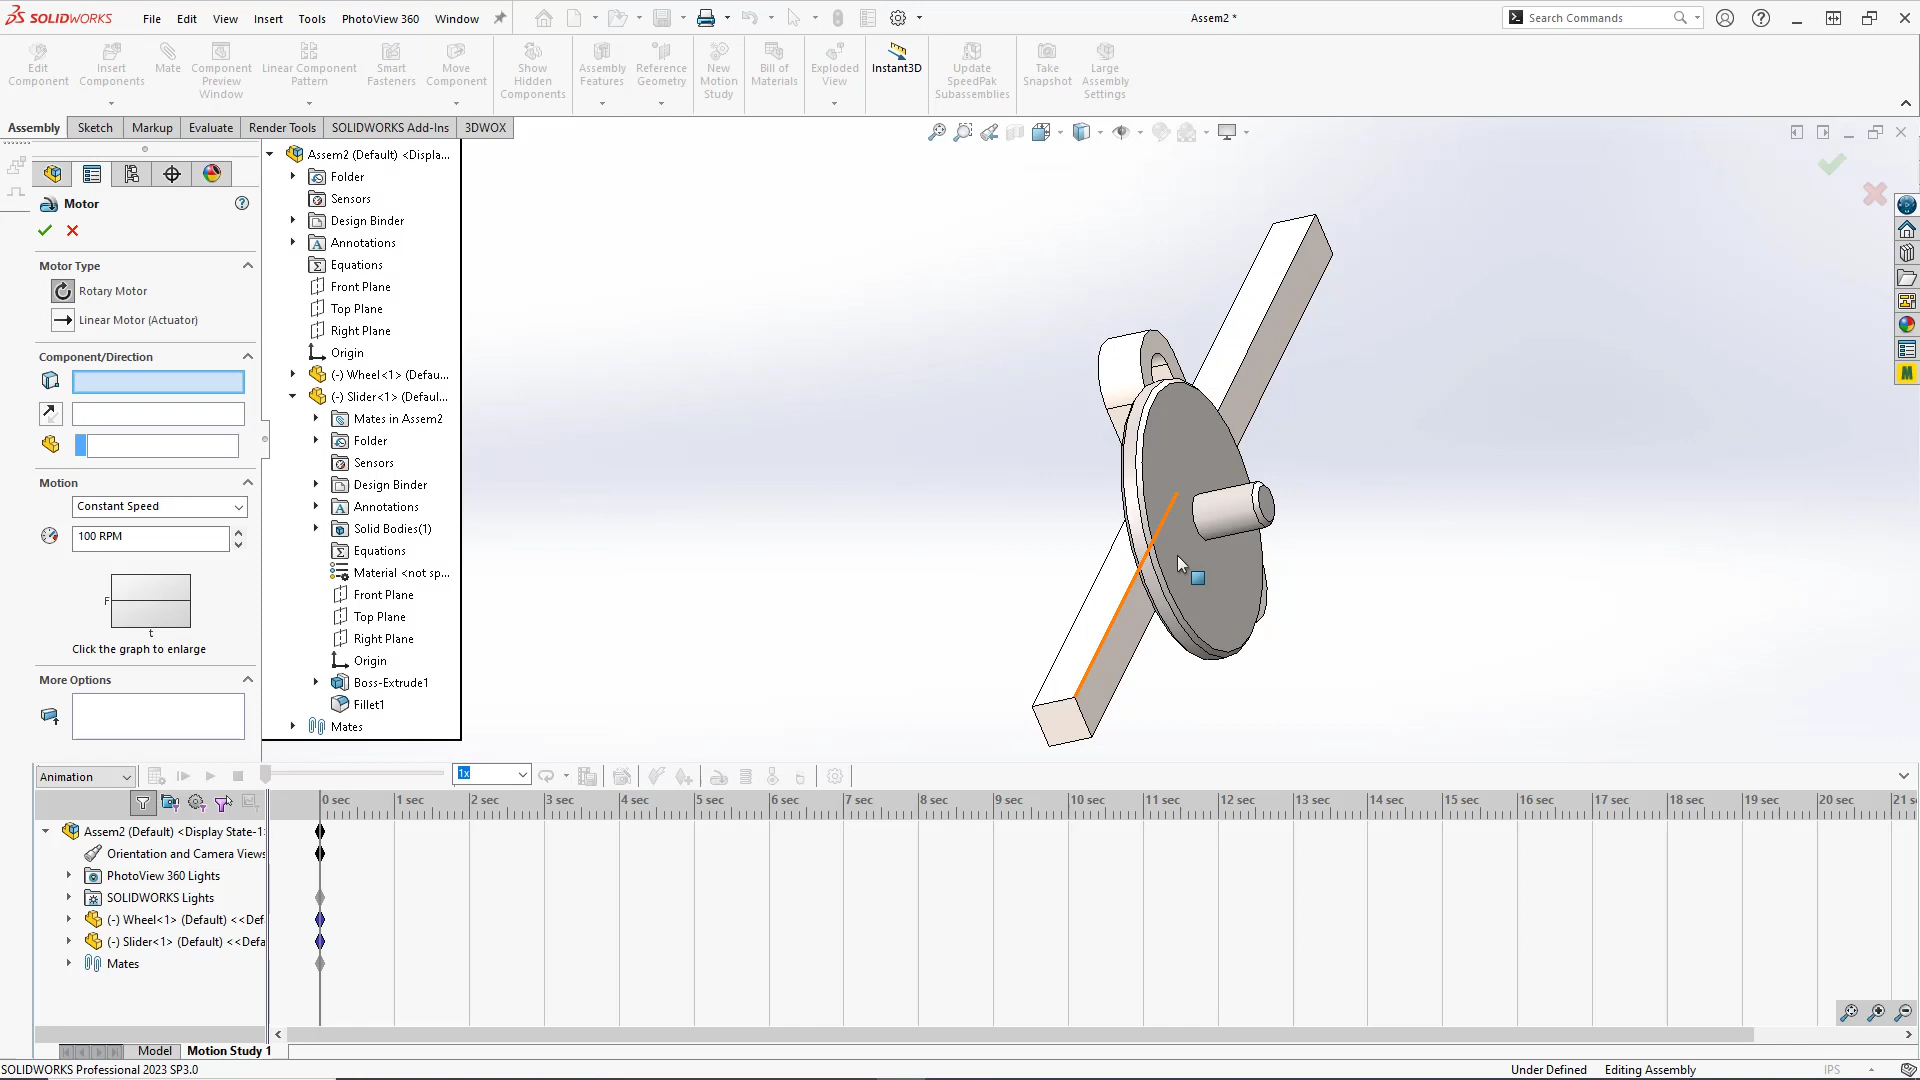 SOLIDWORKS File Edit View Insert Tools PhotoView 360 Window Assem2 * Search Commands
Edit Component
Insert Components
Mate
Component Preview Window
Linear Component Pattern
Smart Fasteners
Move Component
Show Hidden Components
Assembly Features
Reference Geometry
New Motion Study
Bill of Materials
Exploded View
Instant3D
Update SpeedPak Subassemblies
Take Snapshot
Large Assembly Settings
Assembly Sketch Markup Evaluate Render Tools SOLIDWORKS Add-Ins 3DWOX
Motor
Motor Type
Rotary Motor
Linear Motor (Actuator)
Component/Direction
Motion
Constant Speed
100 RPM
F
t
Click the graph to enlarge
More Options
Assem2 (Default) <Displa...
Folder
Sensors
Design Binder
Annotations
Equations
Front Plane
Top Plane
Right Plane
Origin
(-) Wheel<1> (Defau...
(-) Slider<1> (Defaul...
Mates in Assem2
Folder
Sensors
Design Binder
Annotations
Solid Bodies(1)
Equations
Material <not sp...
Front Plane
Top Plane
Right Plane
Origin
Boss-Extrude1
Fillet1
Mates
Animation 1x
0 sec 1 sec 2 sec 3 sec 4 sec 5 sec 6 sec 7 sec 8 sec 9 sec 10 sec 11 sec 12 sec 13 sec 14 sec 15 sec 16 sec 17 sec 18 sec 19 sec 20 sec 21 s
Assem2 (Default) <Display State-1
Orientation and Camera Views
PhotoView 360 Lights
SOLIDWORKS Lights
(-) Wheel<1> (Default) <<Def
(-) Slider<1> (Default) <<Defa
Mates
Model Motion Study 1
SOLIDWORKS Professional 2023 SP3.0 Under Defined Editing Assembly IPS